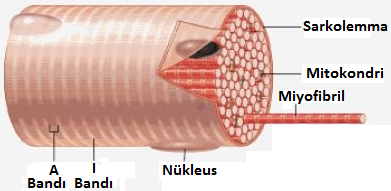 Sarkolemma
Mitokondri
Miyofibril
A
Bandı
I
Bandı
Nükleus